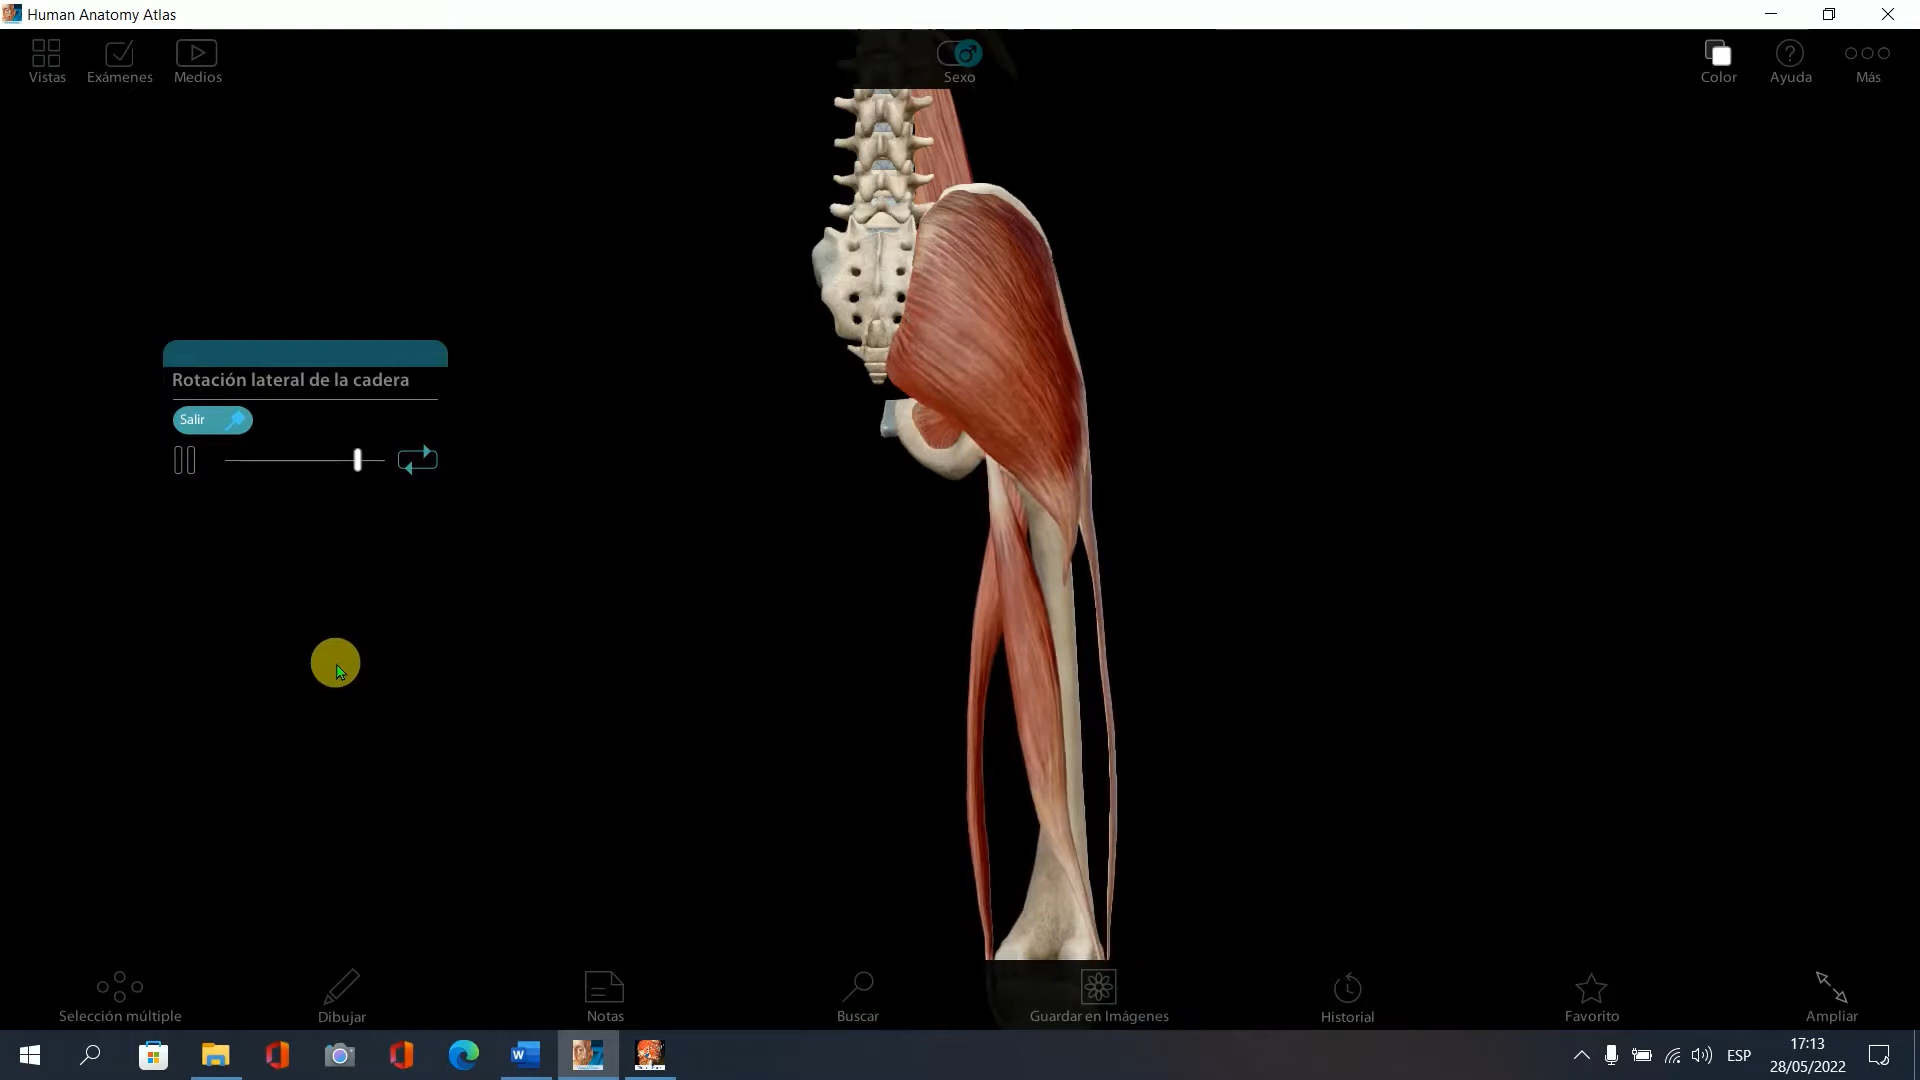 Human Anatomy Atlas
Vistas
Exámenes
Medios
Sexo
Color
Ayuda
Más
Rotación lateral de la cadera
Salir
Selección múltiple
Dibujar
Notas
Buscar
Guardar en Imágenes
Historial
Favorito
Ampliar
ESP
17:13
28/05/2022